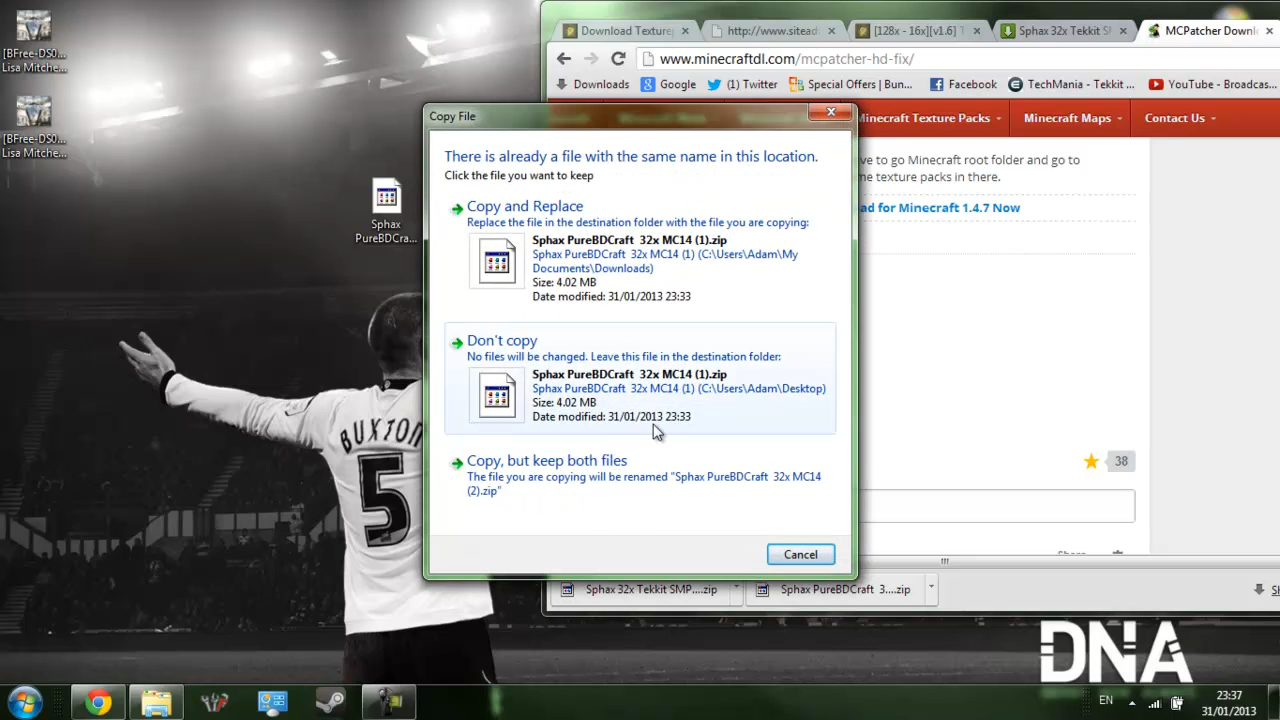 [BFree-DS0...
Lisa Mitche...
[BFree-DS0...
Lisa Mitche...
Sphax
PureBDCra...
BUXTON
5
Download Texture
http://www.sitead
[128x - 16x][v1.6] T
Sphax 32x Tekkit SM
MCPatcher Downl
www.minecraftdl.com/mcpatcher-hd-fix/
Downloads
Google
(1) Twitter
Special Offers (Bun...
Facebook
TechMania - Tekkit ...
YouTube - Broadcas...
Minecraft Texture Packs
Minecraft Maps
Contact Us
ve to go Minecraft root folder and go to
me texture packs in there.
ad for Minecraft 1.4.7 Now
38
Copy File
There is already a file with the same name in this location.
Click the file you want to keep
Copy and Replace
Replace the file in the destination folder with the file you are copying:
Sphax PureBDCraft 32x MC14 (1).zip
Sphax PureBDCraft 32x MC14 (1) (C:\Users\Adam\My
Documents\Downloads)
Size: 4.02 MB
Date modified: 31/01/2013 23:33
Don't copy
No files will be changed. Leave this file in the destination folder:
Sphax PureBDCraft 32x MC14 (1).zip
Sphax PureBDCraft 32x MC14 (1) (C:\Users\Adam\Desktop)
Size: 4.02 MB
Date modified: 31/01/2013 23:33
Copy, but keep both files
The file you are copying will be renamed "Sphax PureBDCraft 32x MC14
(2).zip"
Cancel
Sphax 32x Tekkit SMP....zip
Sphax PureBDCraft 3....zip
DNA
EN
23:37
31/01/2013